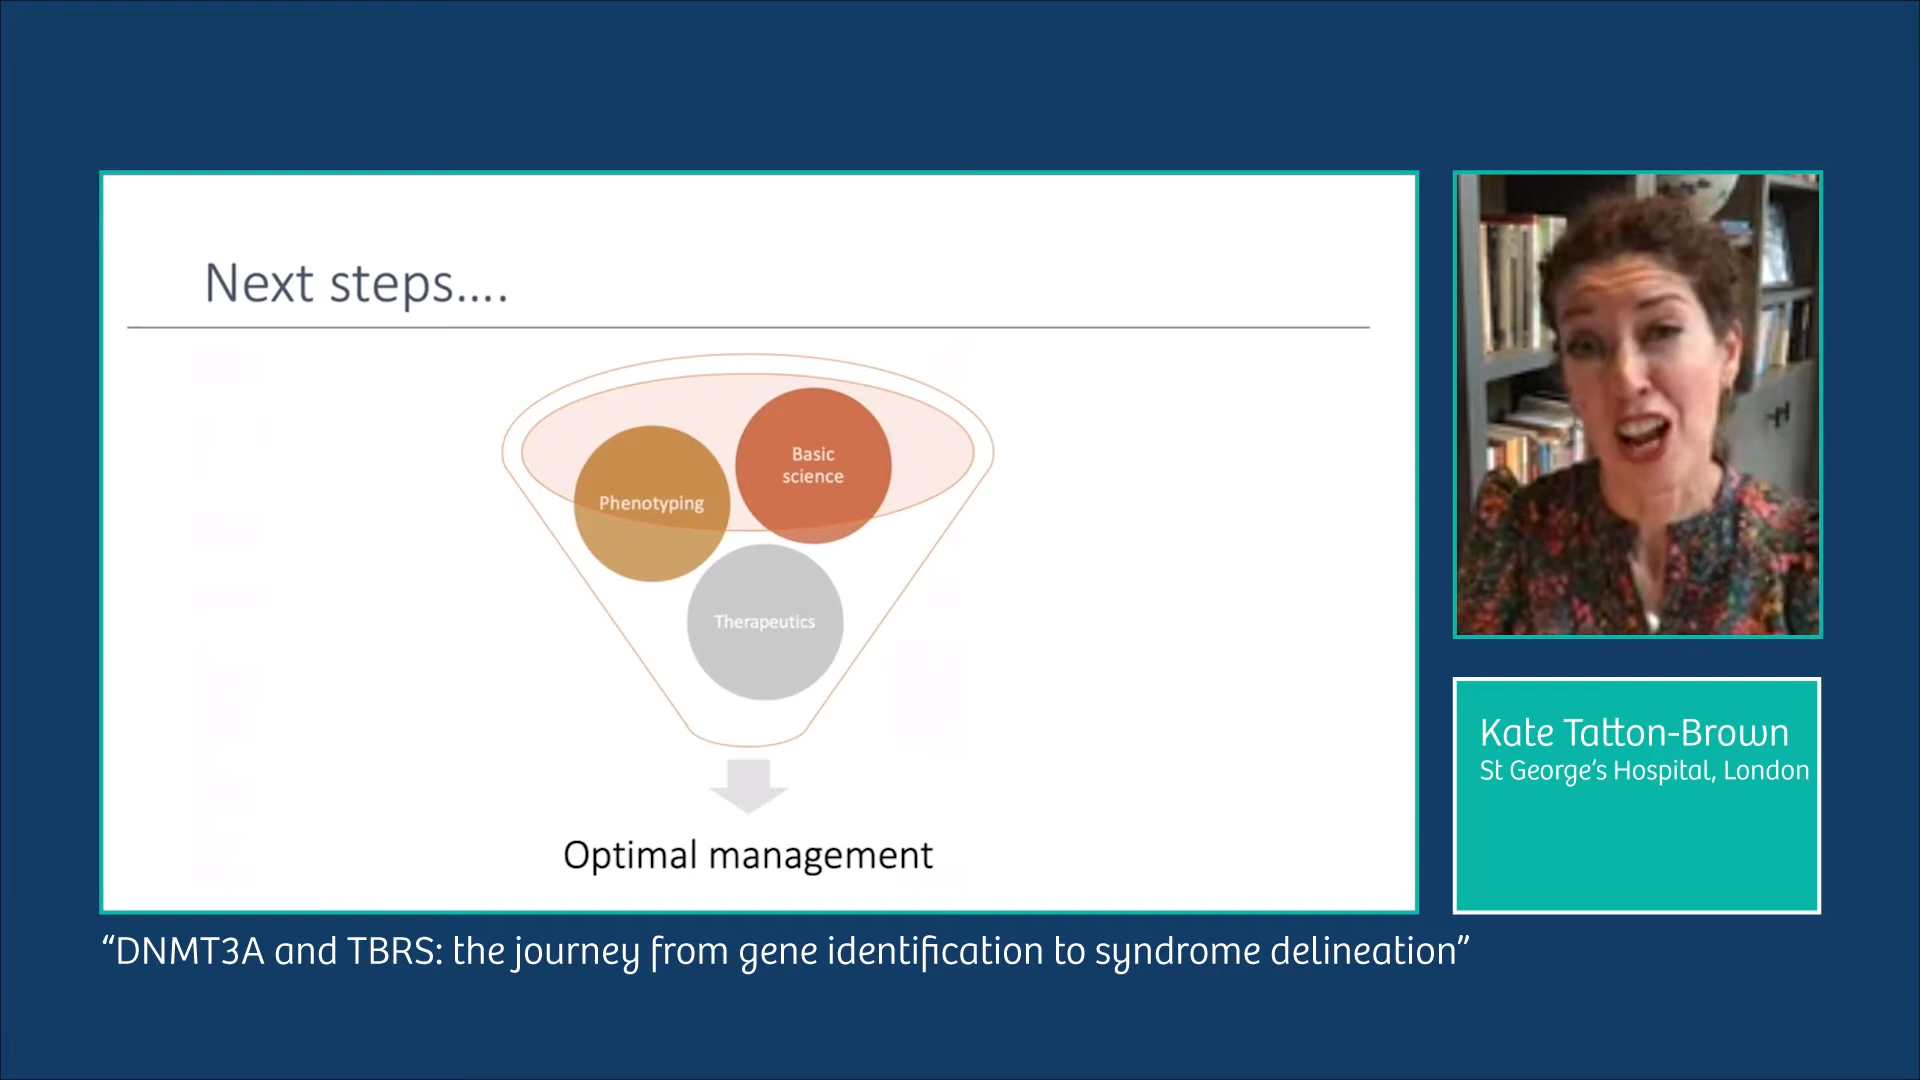 Next steps....
Basic
science
Phenotyping
Therapeutics
Optimal management
Kate Tatton-Brown
St George's Hospital, London
“DNMT3A and TBRS: the journey from gene identification to syndrome delineation”